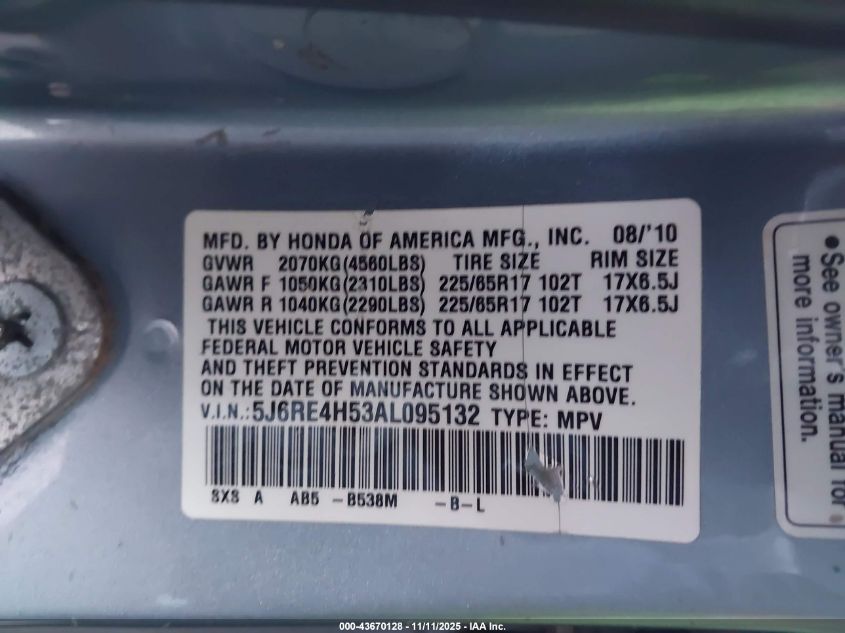 MFD. BY HONDA OF AMERICA MFG., INC. 08/'10
GVWR 2070KG(4560LBS) TIRE SIZE RIM SIZE
GAWR F 1050KG(2310LBS) 225/65R17 102T 17X6.5J
GAWR R 1040KG(2290LBS) 225/65R17 102T 17X6.5J
THIS VEHICLE CONFORMS TO ALL APPLICABLE
FEDERAL MOTOR VEHICLE SAFETY
AND THEFT PREVENTION STANDARDS IN EFFECT
ON THE DATE OF MANUFACTURE SHOWN ABOVE.
V.I.N.:5J6RE4H53AL095132 TYPE: MPV
SXS A AB5 -B538M -B-L
•See owner's manual for
more information.
000-43670128 - 11/11/2025 - IAA Inc.